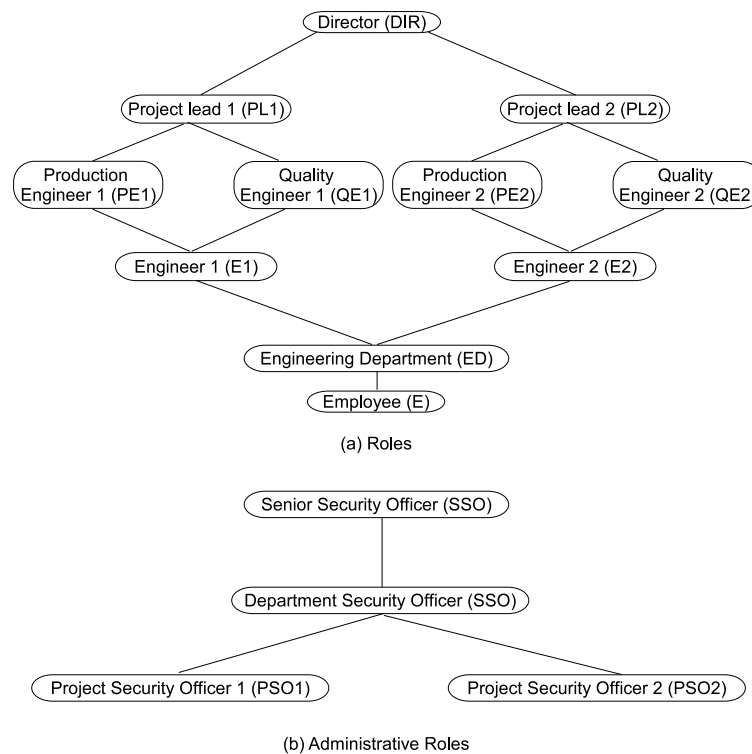 Director (DIR)
Project lead 1 (PL1)
Project lead 2 (PL2)
Production
Engineer 1 (PE1)
Quality
Engineer 1 (QE1)
Production
Engineer 2 (PE2)
Quality
Engineer 2 (QE2
Engineer 1 (E1)
Engineer 2 (E2)
Engineering Department (ED)
Employee (E)
(a) Roles
Senior Security Officer (SSO)
Department Security Officer (SSO)
Project Security Officer 1 (PSO1)
Project Security Officer 2 (PSO2)
(b) Administrative Roles